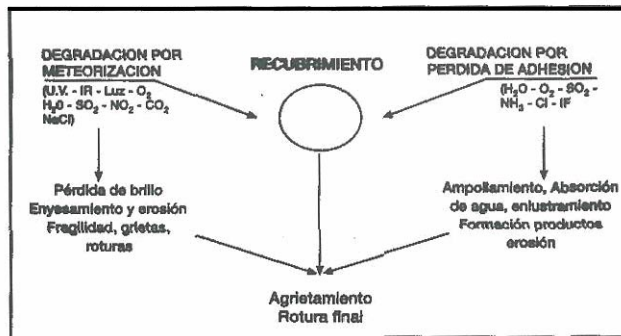 DEGRADACION POR
METEORIZACION
(U.V. - IR - Luz - O₂
H₂0 - SO₂ - NO₂ - CO₂
NaCl)
RECUBRIMIENTO
DEGRADACION POR
PERDIDA DE ADHESION
(H₂O - O₂ - SO₂ -
NH₃ - Cl - IF
Pérdida de brillo
Enyesamiento y erosión
Fragilidad, grietas,
roturas
Ampollamiento, Absorción
de agua, enlustramiento
Formación productos
erosión
Agrietamiento
Rotura final